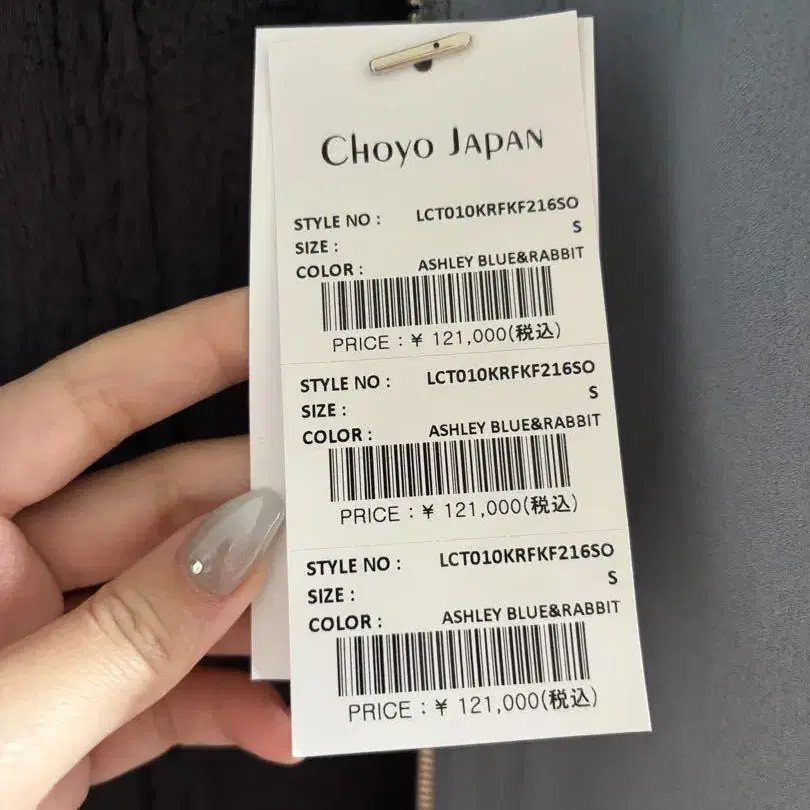 Choyo Japan
STYLE NO : LCT010KRFKF216SO
SIZE : S
COLOR : ASHLEY BLUE&RABBIT
PRICE : ¥ 121,000(税込)
STYLE NO : LCT010KRFKF216SO
SIZE : S
COLOR : ASHLEY BLUE&RABBIT
PRICE : ¥ 121,000(税込)
STYLE NO : LCT010KRFKF216SO
SIZE : S
COLOR : ASHLEY BLUE&RABBIT
PRICE : ¥ 121,000(税込)